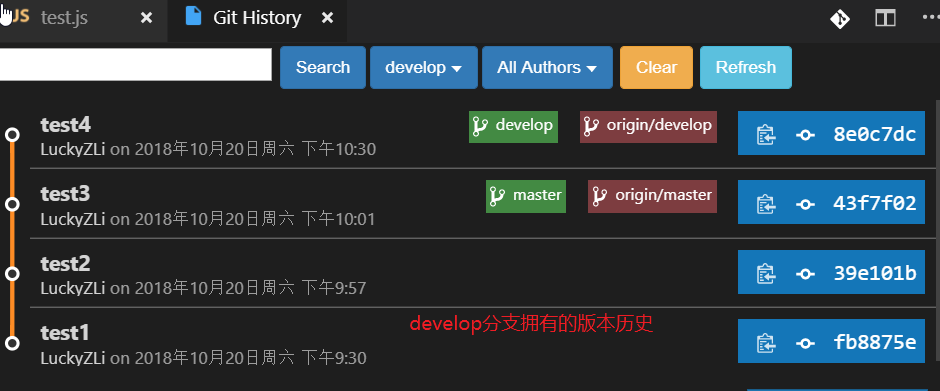 JS test.js × Git History ×
Search develop All Authors Clear Refresh
test4 develop origin/develop 8e0c7dc
LuckyZLi on 2018年10月20日周六 下午10:30
test3 master origin/master 43f7f02
LuckyZLi on 2018年10月20日周六 下午10:01
test2 39e101b
LuckyZLi on 2018年10月20日周六 下午9:57
develop分支拥有的版本历史
test1 fb8875e
LuckyZLi on 2018年10月20日周六 下午9:30